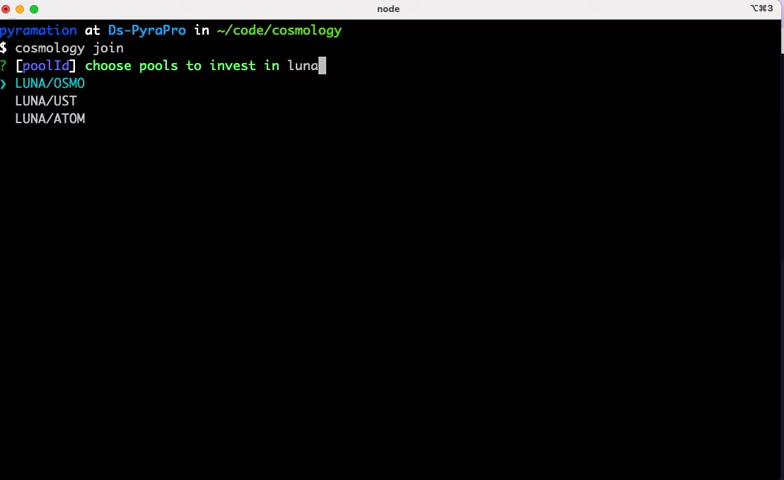 node
⌥⌘3
pyramation at Ds-PyraPro in ~/code/cosmology
$ cosmology join
? [poolId] choose pools to invest in luna
❯ LUNA/OSMO
LUNA/UST
LUNA/ATOM